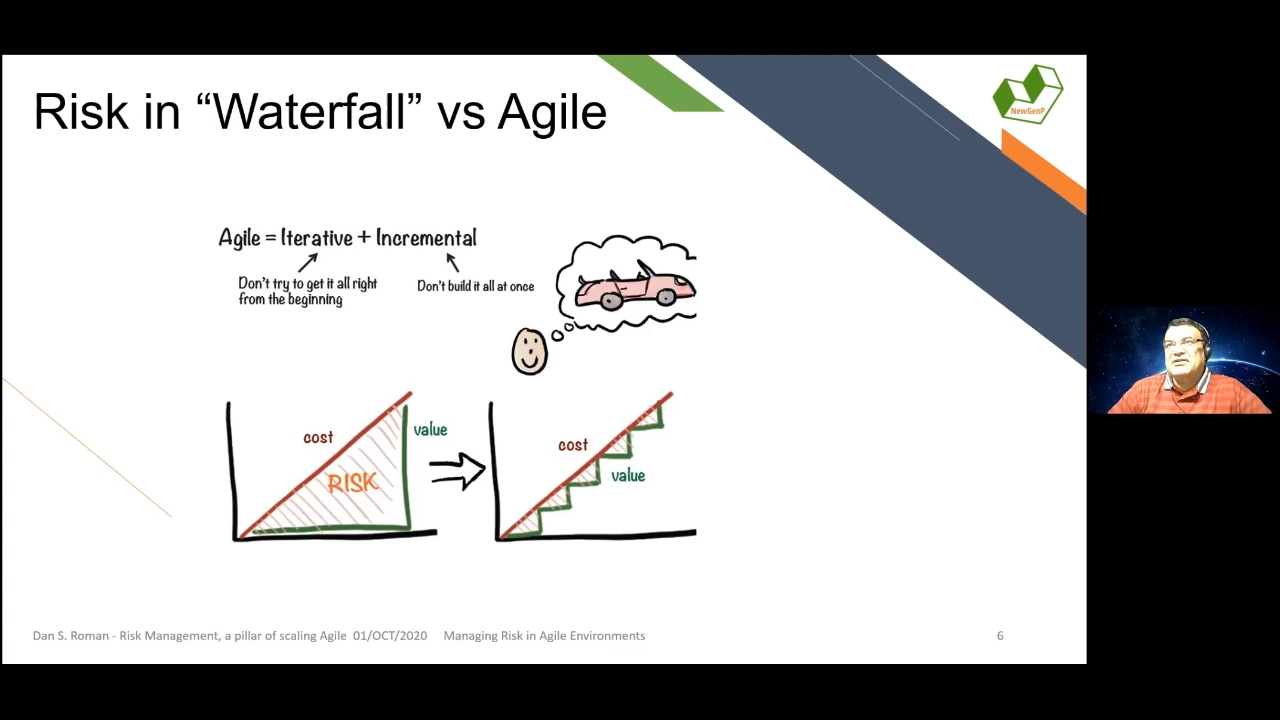 Risk in “Waterfall” vs Agile
NewGenP
Agile = Iterative + Incremental
Don't try to get it all right
from the beginning
Don't build it all at once
cost
value
RISK
cost
value
Dan S. Roman - Risk Management, a pillar of scaling Agile 01/OCT/2020 Managing Risk in Agile Environments 6